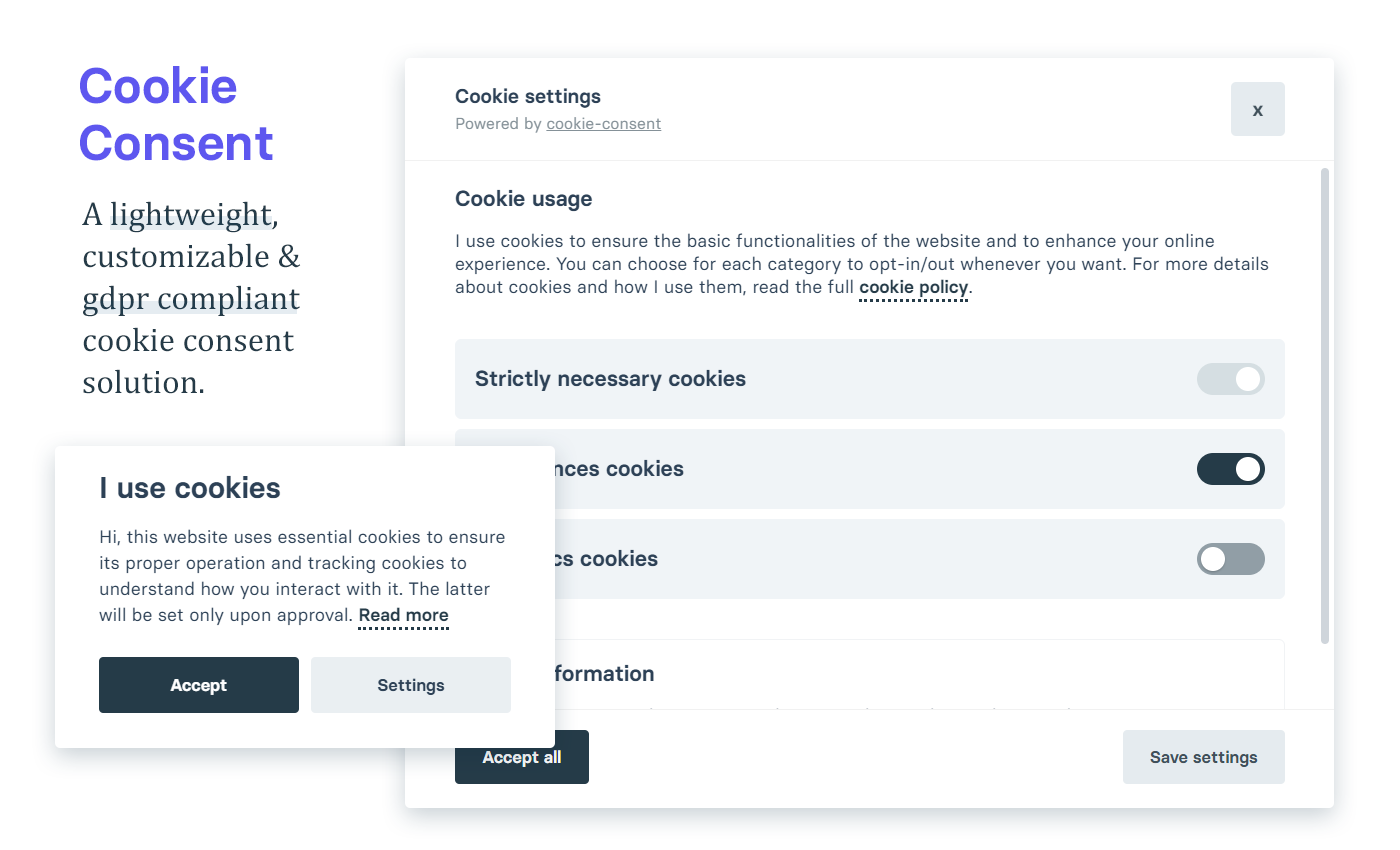 Cookie
Consent
A lightweight,
customizable &
gdpr compliant
cookie consent
solution.
Cookie settings
Powered by cookie-consent
x
Cookie usage
I use cookies to ensure the basic functionalities of the website and to enhance your online
experience. You can choose for each category to opt-in/out whenever you want. For more details
about cookies and how I use them, read the full cookie policy.
Strictly necessary cookies
nces cookies
cs cookies
formation
Accept all
Save settings
I use cookies
Hi, this website uses essential cookies to ensure
its proper operation and tracking cookies to
understand how you interact with it. The latter
will be set only upon approval. Read more
Accept
Settings